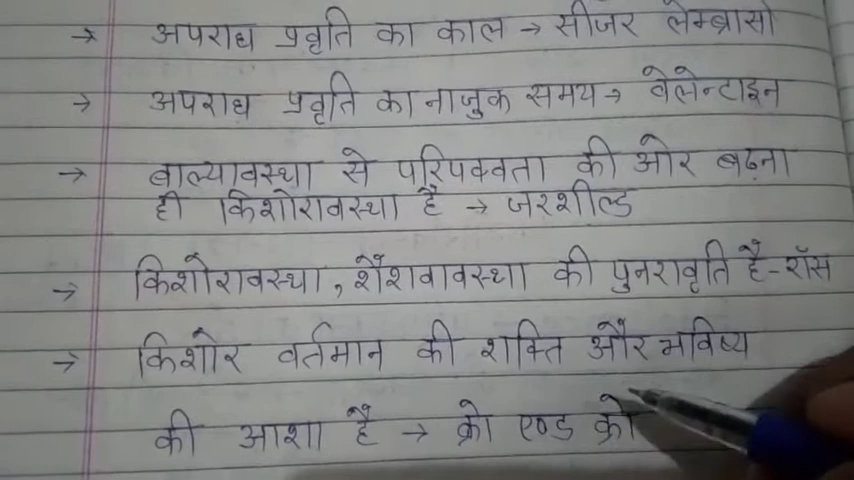 → अपराध प्रवृति का काल → सीजर लेम्ब्रासो
→ अपराध प्रवृति का नाजुक समय → वेलेन्टाइन
→ बाल्यावस्था से परिपक्वता की ओर बढ़ना
ही किशोरावस्था है → जरशील्ड
→ किशोरावस्था, शैशवावस्था की पुनरावृति है - रॉस
→ किशोर वर्तमान की शक्ति और भविष्य
की आशा है → क्रो एण्ड क्रो